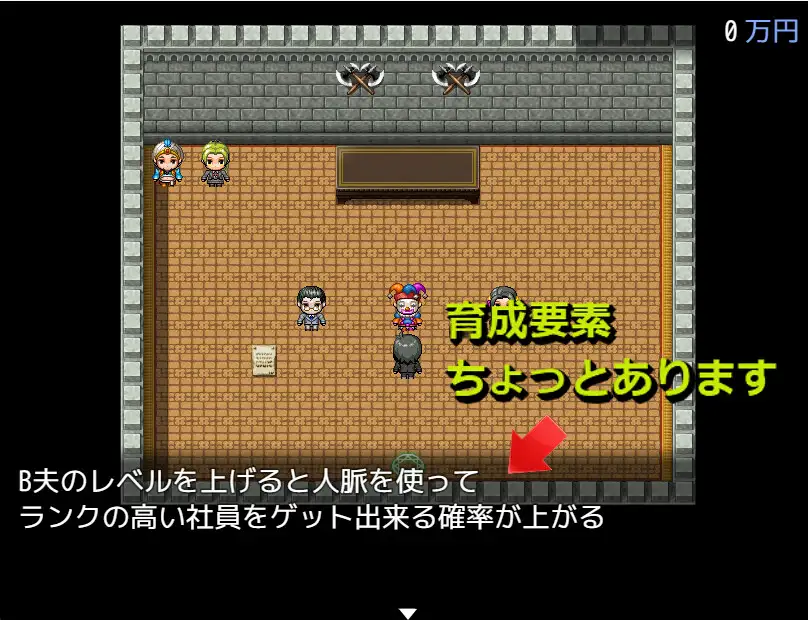 0万円
育成要素
ちょっとあります
B夫のレベルを上げると人脈を使って
ランクの高い社員をゲット出来る確率が上がる